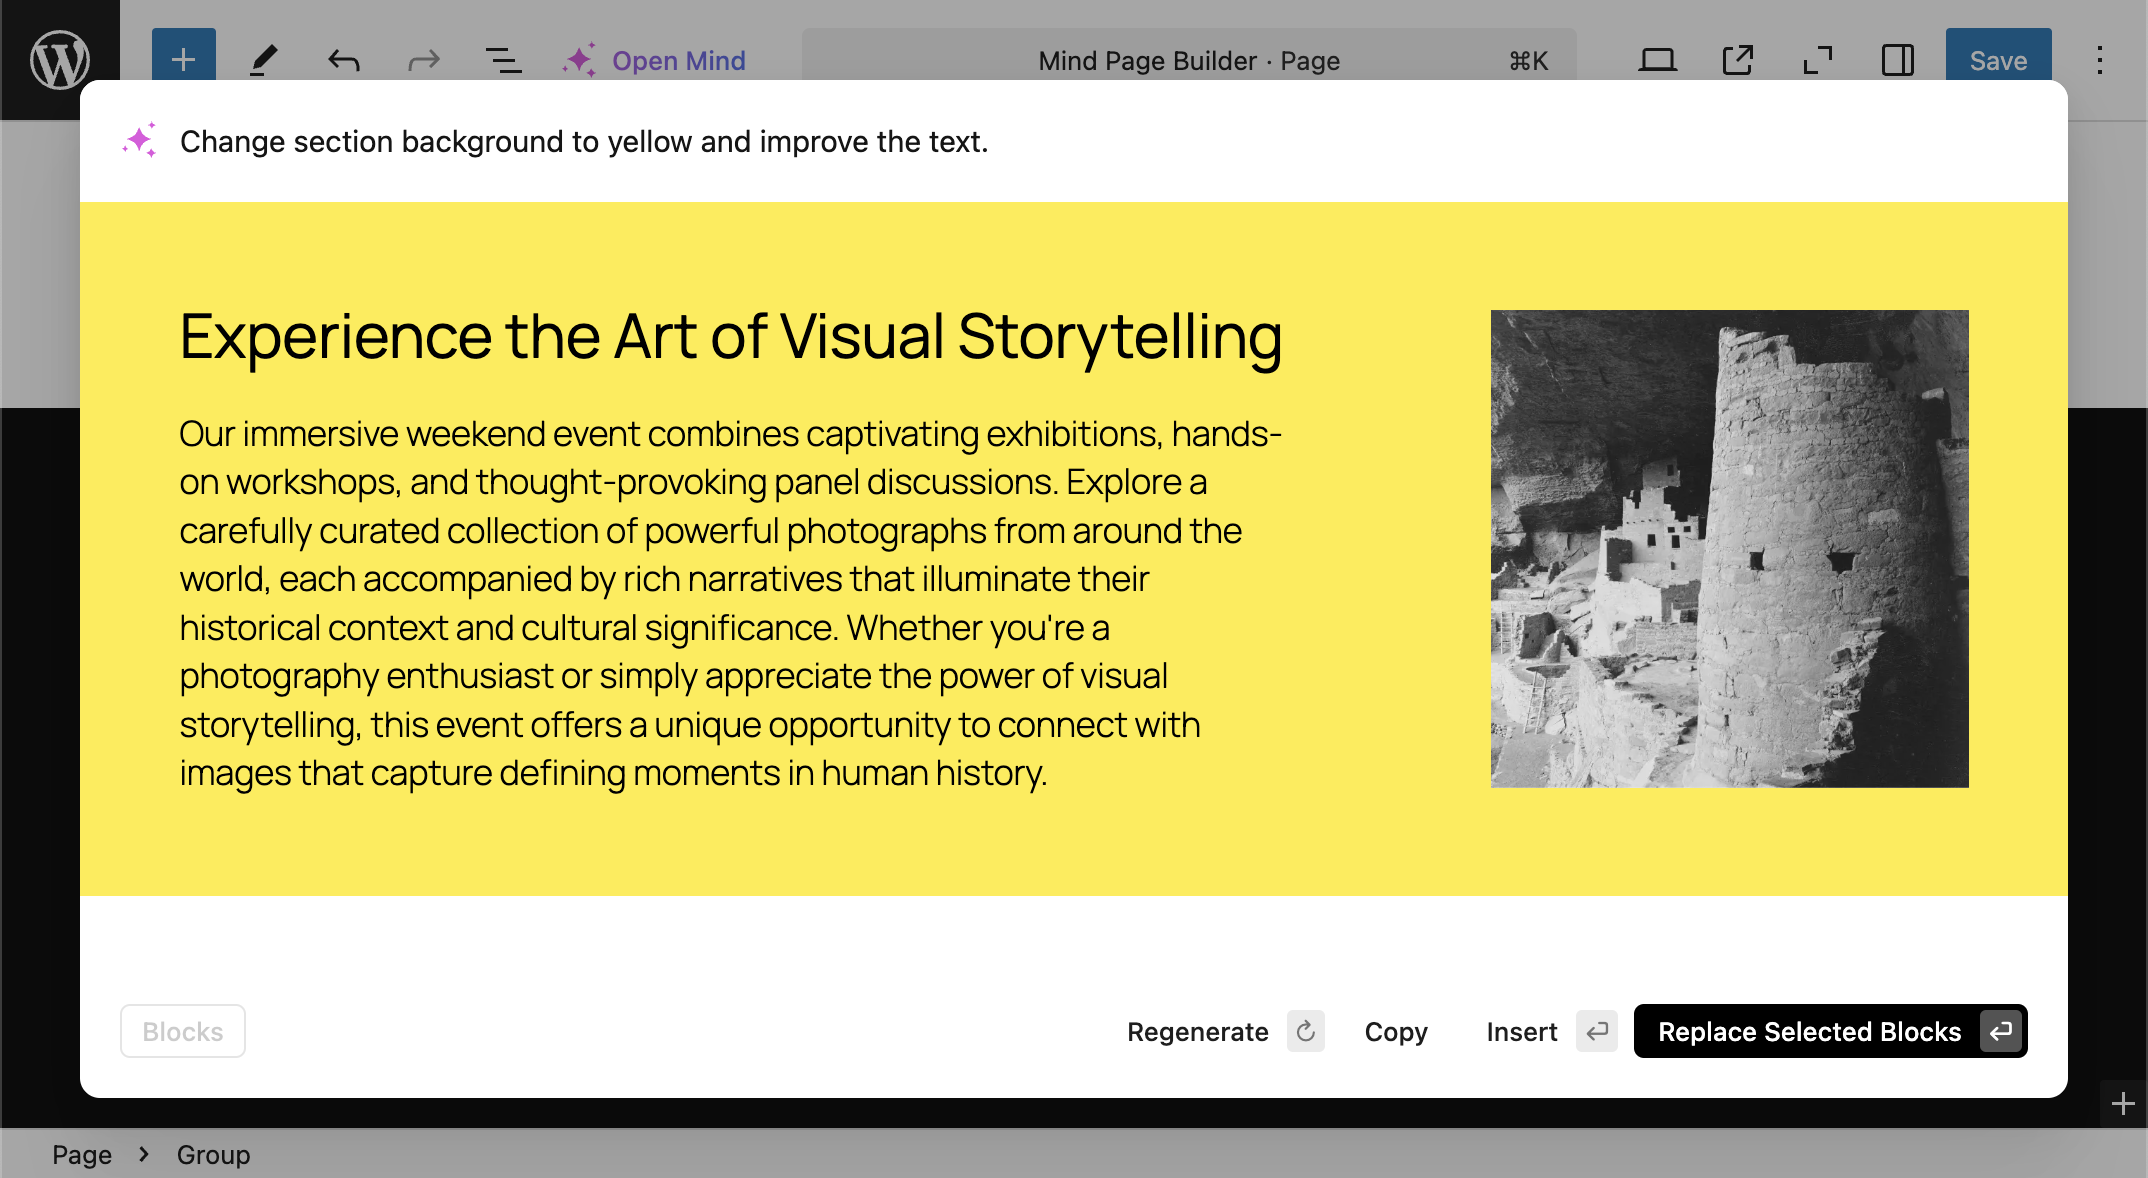 Open Mind
Mind Page Builder · Page
⌘K
Save
Change section background to yellow and improve the text.
Experience the Art of Visual Storytelling
Our immersive weekend event combines captivating exhibitions, hands-
on workshops, and thought-provoking panel discussions. Explore a
carefully curated collection of powerful photographs from around the
world, each accompanied by rich narratives that illuminate their
historical context and cultural significance. Whether you're a
photography enthusiast or simply appreciate the power of visual
storytelling, this event offers a unique opportunity to connect with
images that capture defining moments in human history.
Blocks
Regenerate
Copy
Insert
Replace Selected Blocks
Page
Group